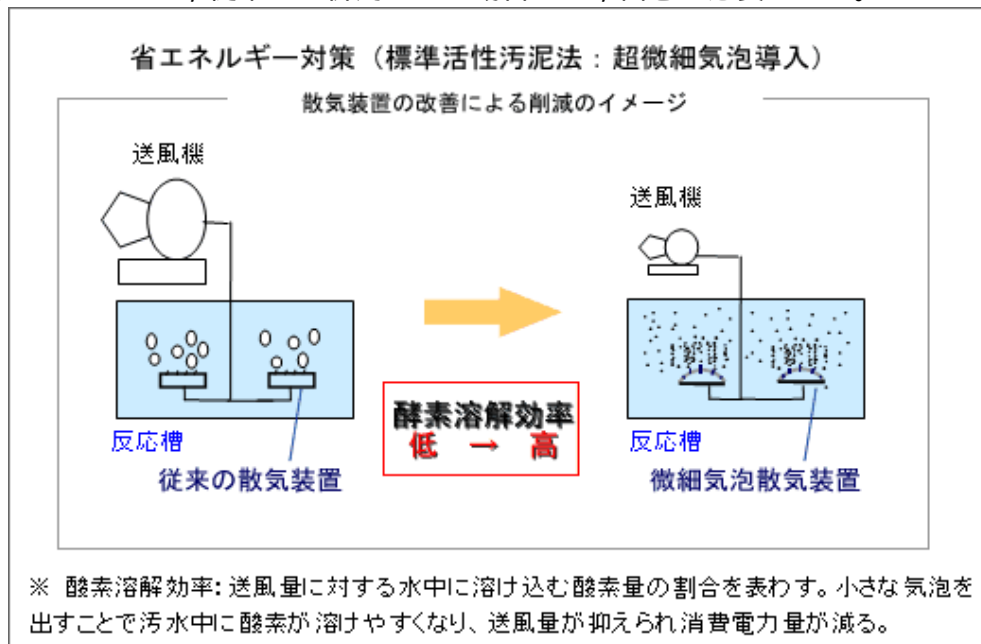 省エネルギー対策（標準活性汚泥法：超微細気泡導入）
散気装置の改善による削減のイメージ
送風機
送風機
酵素溶解効率
低 → 高
反応槽
従来の散気装置
反応槽
微細気泡散気装置
※ 酸素溶解効率: 送風量に対する水中に溶け込む酸素量の割合を表わす。小さな気泡を
出すことで汚水中に酸素が溶けやすくなり、送風量が抑えられ消費電力量が減る。